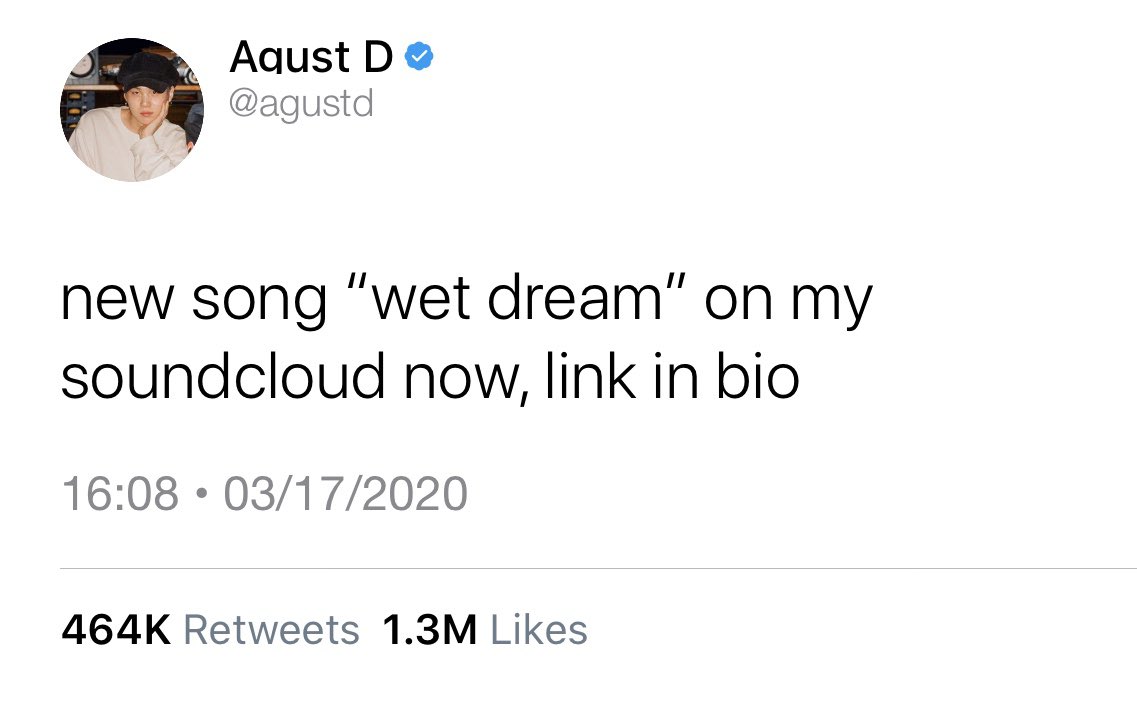 Agust D
@agustd
new song “wet dream” on my
soundcloud now, link in bio
16:08 • 03/17/2020
464K Retweets 1.3M Likes